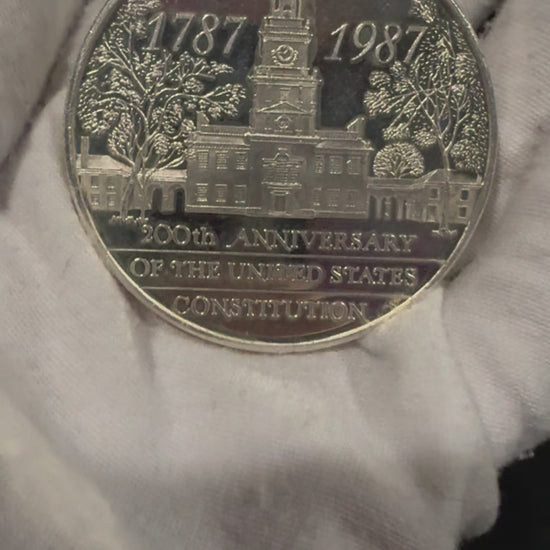 1787 1987
200th ANNIVERSARY
OF THE UNITED STATES
CONSTITUTION